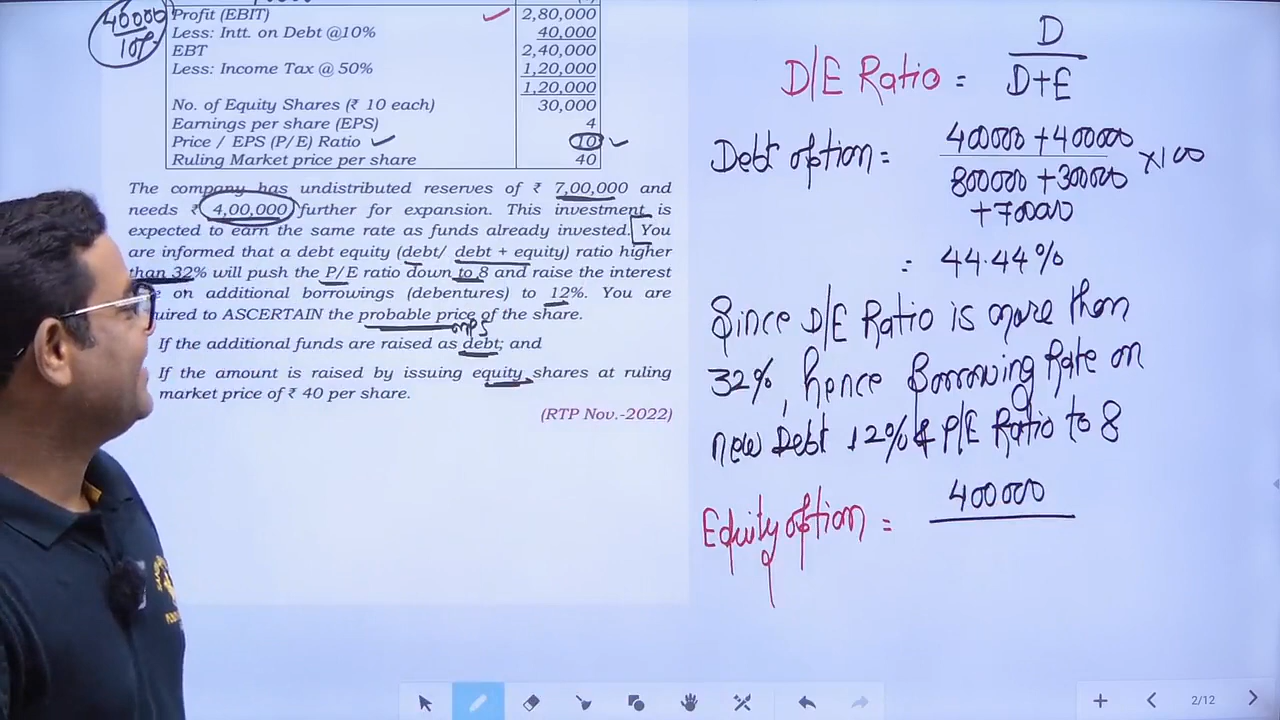 40000
10%
Profit (EBIT) 2,80,000
Less: Intt. on Debt @10% 40,000
EBT 2,40,000
Less: Income Tax @ 50% 1,20,000
1,20,000
No. of Equity Shares (₹ 10 each) 30,000
Earnings per share (EPS) 4
Price / EPS (P/E) Ratio 10
Ruling Market price per share 40
The company has undistributed reserves of ₹ 7,00,000 and
needs ₹ 4,00,000 further for expansion. This investment is
expected to earn the same rate as funds already invested. You
are informed that a debt equity (debt/ debt + equity) ratio higher
than 32% will push the P/E ratio down to 8 and raise the interest
on additional borrowings (debentures) to 12%. You are
to ASCERTAIN the probable price of the share.
MPS
If the additional funds are raised as debt; and
If the amount is raised by issuing equity shares at ruling
market price of ₹ 40 per share.
(RTP Nov.-2022)
D/E Ratio = D
D+E
Debt option = 400000 + 400000
800000 + 300000 ×100
+ 700000
= 44.44%
Since D/E Ratio is more than
32%, hence Borrowing Rate on
new Debt 12% & P/E Ratio to 8
Equity option = 400000
2/12